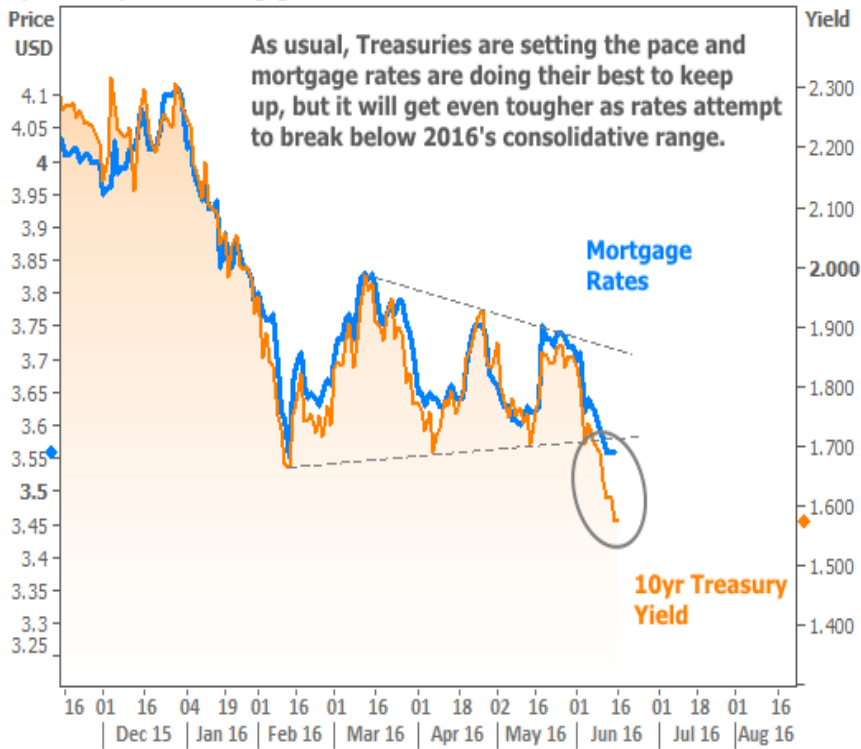 Price
USD
Yield
As usual, Treasuries are setting the pace and
mortgage rates are doing their best to keep
up, but it will get even tougher as rates attempt
to break below 2016's consolidative range.
4.1
4.05
4
3.95
3.9
3.85
3.8
3.75
3.7
3.65
3.6
3.55
3.5
3.45
3.4
3.35
3.3
3.25
2.300
2.200
2.100
2.000
1.900
1.800
1.700
1.600
1.500
1.400
Mortgage
Rates
10yr Treasury
Yield
16 01 16 04 19 01 16 01 16 01 18 02 16 01 16 01 18 01 16
Dec 15 Jan 16 Feb 16 Mar 16 Apr 16 May 16 Jun 16 Jul 16 Aug 16